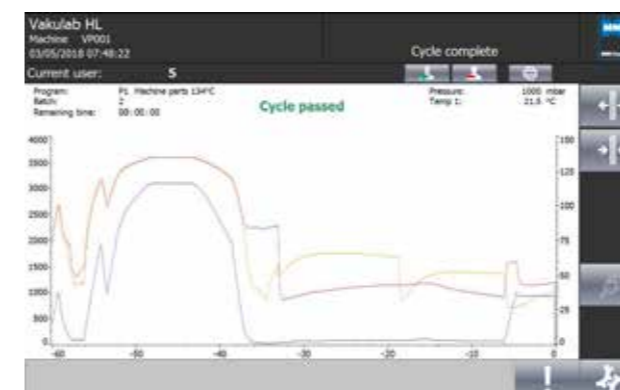 Vakulab HL
Machine VP001
03/05/2016 07:48:22
Cycle complete
Current user: S
Program: P1 Machine parts 134°C
Batch: 2
Remaining time: 00:00:00
Cycle passed
Pressure: 1000 mbar
Temp 1: 21.5 °C
4000
3500
3000
2500
2000
1500
1000
500
0
150
125
100
75
50
25
0
-60 -50 -40 -30 -20 -10 0